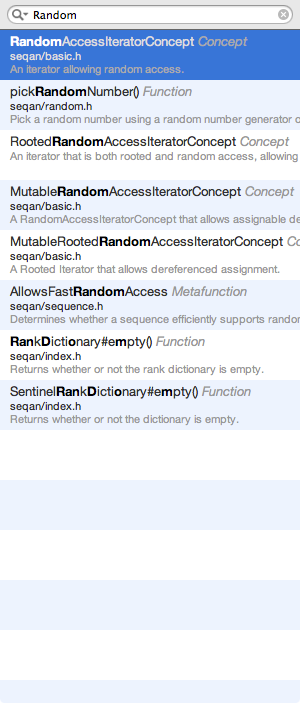 Random
RandomAccessIteratorConcept Concept
seqan/basic.h
An iterator allowing random access.
pickRandomNumber() Function
seqan/random.h
Pick a random number using a random number generator o
RootedRandomAccessIteratorConcept Concept
An iterator that is both rooted and random access, allowing
MutableRandomAccessIteratorConcept Concept
seqan/basic.h
A RandomAccessIteratorConcept that allows assignable de
MutableRootedRandomAccessIteratorConcept Co
seqan/basic.h
A Rooted Iterator that allows dereferenced assignment.
AllowsFastRandomAccess Metafunction
seqan/sequence.h
Determines whether a sequence efficiently supports rando
RankDictionary#empty() Function
seqan/index.h
Returns whether or not the rank dictionary is empty.
SentinelRankDictionary#empty() Function
seqan/index.h
Returns whether or not the dictionary is empty.